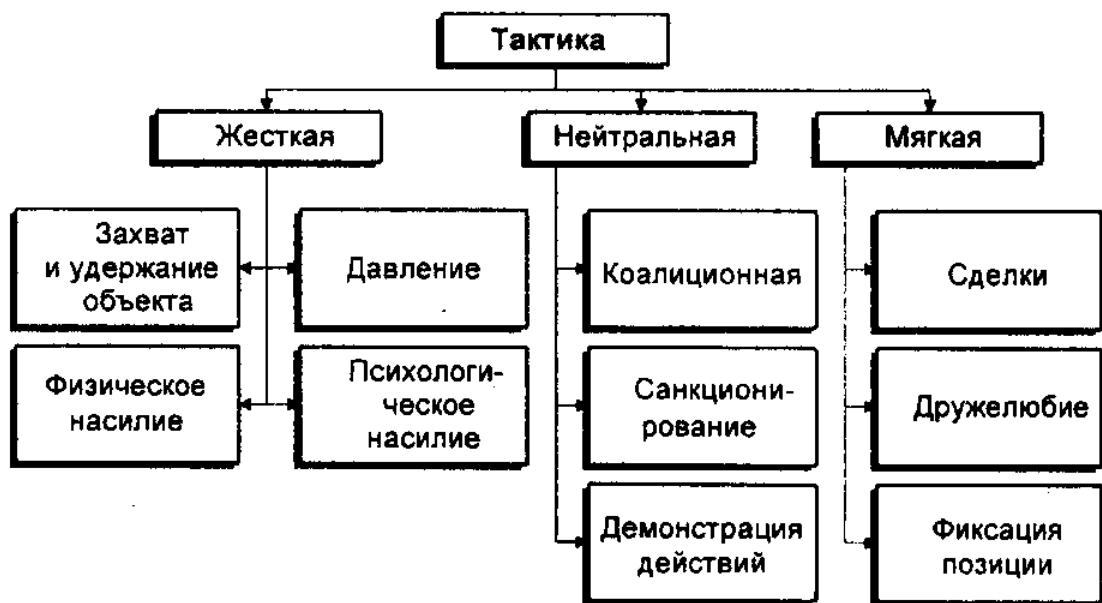 Тактика
Жесткая
Нейтральная
Мягкая
Захват
и удержание
объекта
Давление
Коалиционная
Сделки
Физическое
насилие
Психологи-
ческое
насилие
Санкциони-
рование
Дружелюбие
Демонстрация
действий
Фиксация
позиции